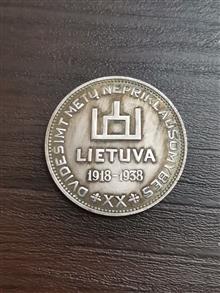 DVIDEŠIMT METŲ NEPRIKLAUSOMYBĖS
LIETUVA
1918-1938
★ XX ★